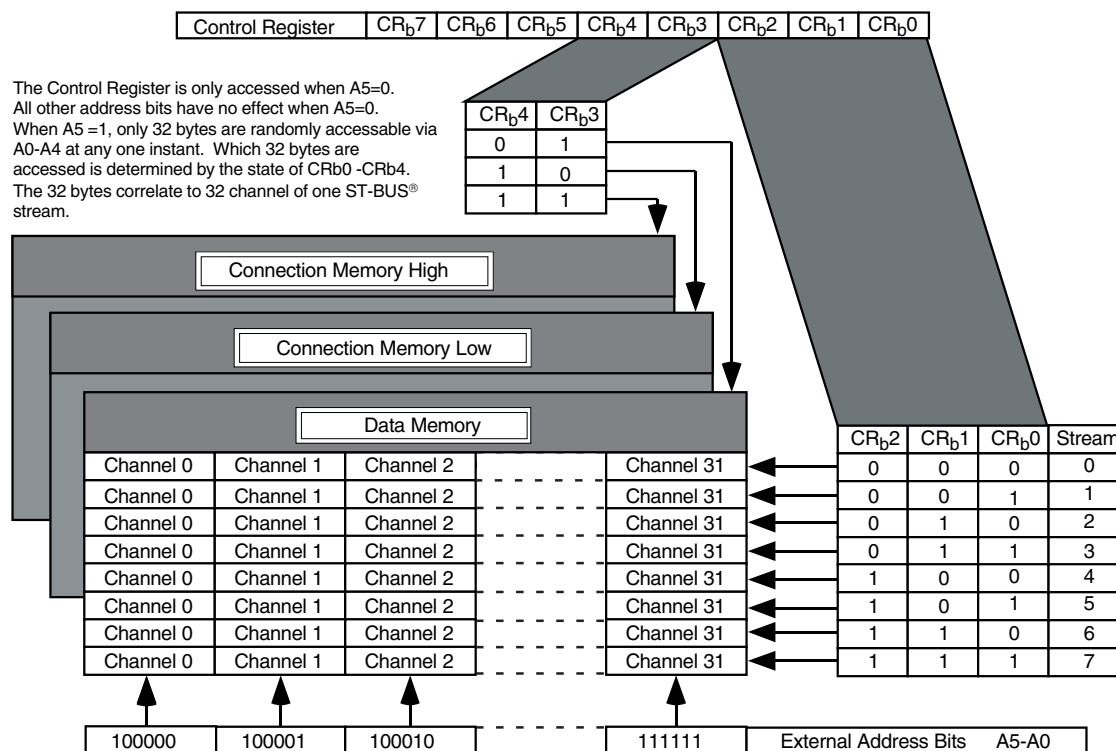 Control Register CRb7 CRb6 CRb5 CRb4 CRb3 CRb2 CRb1 CRb0
The Control Register is only accessed when A5=0.
All other address bits have no effect when A5=0.
When A5 =1, only 32 bytes are randomly accessable via
A0-A4 at any one instant. Which 32 bytes are
accessed is determined by the state of CRb0 -CRb4.
The 32 bytes correlate to 32 channel of one ST-BUS®
stream.
CRb4 CRb3
0 1
1 0
1 1
Connection Memory High
Connection Memory Low
Data Memory
CRb2 CRb1 CRb0 Stream
Channel 0 Channel 1 Channel 2 Channel 31 0 0 0 0
Channel 0 Channel 1 Channel 2 Channel 31 0 0 1 1
Channel 0 Channel 1 Channel 2 Channel 31 0 1 0 2
Channel 0 Channel 1 Channel 2 Channel 31 0 1 1 3
Channel 0 Channel 1 Channel 2 Channel 31 1 0 0 4
Channel 0 Channel 1 Channel 2 Channel 31 1 0 1 5
Channel 0 Channel 1 Channel 2 Channel 31 1 1 0 6
Channel 0 Channel 1 Channel 2 Channel 31 1 1 1 7
100000 100001 100010 111111 External Address Bits A5-A0